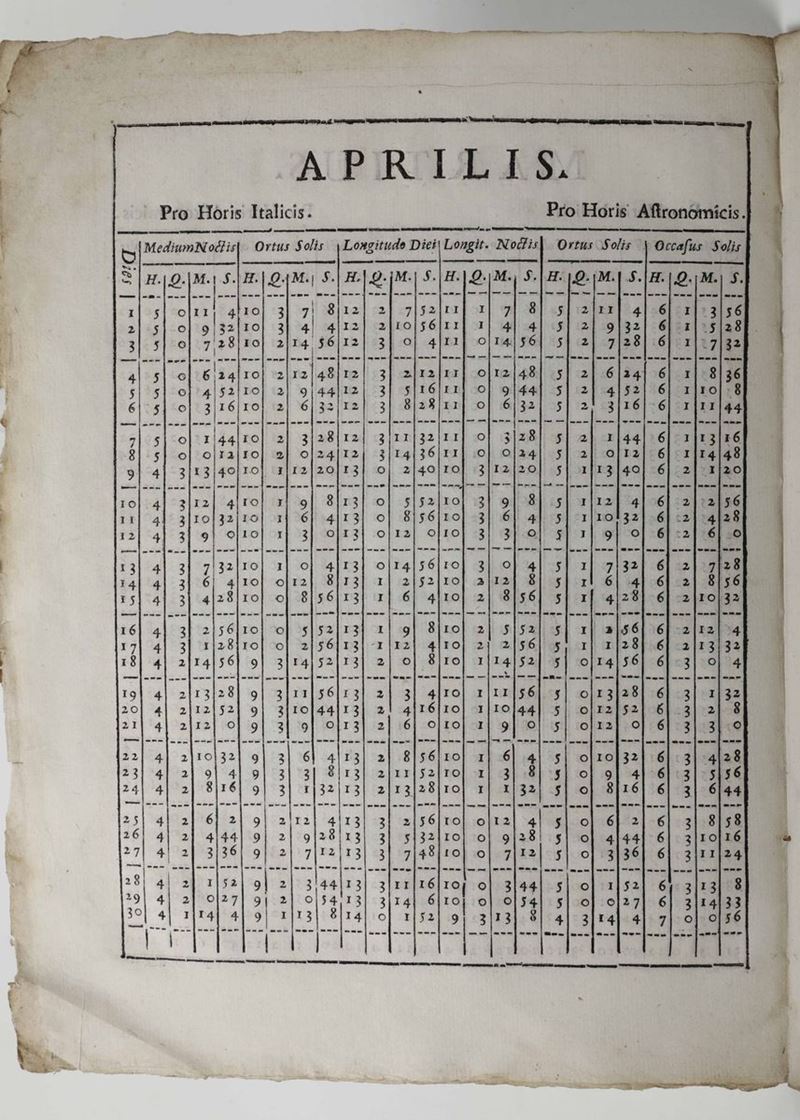 APRILIS.
Pro Horis Italicis. Pro Horis Aſtronomicis.
Dies MediumNoctis Ortus Solis Longitudo Diei Longit. Noctis Ortus Solis Occaſus Solis
H. Q. M. S. H. Q. M. S. H. Q. M. S. H. Q. M. S. H. Q. M. S. H. Q. M. S.
1 5 0 11 4 10 3 7 8 12 2 7 52 11 1 7 8 5 2 11 4 6 1 3 56
2 5 0 9 32 10 3 4 4 12 2 10 56 11 1 4 4 5 2 9 32 6 1 5 28
3 5 0 7 28 10 2 14 56 12 3 0 4 11 0 14 56 5 2 7 28 6 1 7 32
4 5 0 6 24 10 2 12 48 12 3 2 12 11 0 12 48 5 2 6 24 6 1 8 36
5 5 0 4 52 10 2 9 44 12 3 5 16 11 0 9 44 5 2 4 52 6 1 10 8
6 5 0 3 16 10 2 6 32 12 3 8 28 11 0 6 32 5 2 3 16 6 1 11 44
7 5 0 1 44 10 2 3 28 12 3 11 32 11 0 3 28 5 2 1 44 6 1 13 16
8 5 0 0 12 10 2 0 24 12 3 14 36 11 0 0 24 5 2 0 12 6 1 14 48
9 4 3 13 40 10 1 12 20 13 0 2 40 10 3 12 20 5 1 13 40 6 2 1 20
10 4 3 12 4 10 1 9 8 13 0 5 52 10 3 9 8 5 1 12 4 6 2 2 56
11 4 3 10 32 10 1 6 4 13 0 8 56 10 3 6 4 5 1 10 32 6 2 4 28
12 4 3 9 0 10 1 3 0 13 0 12 0 10 3 3 0 5 1 9 0 6 2 6 0
13 4 3 7 32 10 1 0 4 13 0 14 56 10 3 0 4 5 1 7 32 6 2 7 28
14 4 3 6 4 10 0 12 8 13 1 2 52 10 2 12 8 5 1 6 4 6 2 8 56
15 4 3 4 28 10 0 8 56 13 1 6 4 10 2 8 56 5 1 4 28 6 2 10 32
16 4 3 2 56 10 0 5 52 13 1 9 8 10 2 5 52 5 1 2 56 6 2 12 4
17 4 3 1 28 10 0 2 56 13 1 12 4 10 2 2 56 5 1 1 28 6 2 13 32
18 4 2 14 56 9 3 14 52 13 2 0 8 10 1 14 52 5 0 14 56 6 3 0 4
19 4 2 13 28 9 3 11 56 13 2 3 4 10 1 11 56 5 0 13 28 6 3 1 32
20 4 2 12 52 9 3 10 44 13 2 4 16 10 1 10 44 5 0 12 52 6 3 2 8
21 4 2 12 0 9 3 9 0 13 2 6 0 10 1 9 0 5 0 12 0 6 3 3 0
22 4 2 10 32 9 3 6 4 13 2 8 56 10 1 6 4 5 0 10 32 6 3 4 28
23 4 2 9 4 9 3 3 8 13 2 11 52 10 1 3 8 5 0 9 4 6 3 5 56
24 4 2 8 16 9 3 1 32 13 2 13 28 10 1 1 32 5 0 8 16 6 3 6 44
25 4 2 6 2 9 2 12 4 13 3 2 56 10 0 12 4 5 0 6 2 6 3 8 58
26 4 2 4 44 9 2 9 28 13 3 5 32 10 0 9 28 5 0 4 44 6 3 10 16
27 4 2 3 36 9 2 7 12 13 3 7 48 10 0 7 12 5 0 3 36 6 3 11 24
28 4 2 1 52 9 2 3 44 13 3 11 16 10 0 3 44 5 0 1 52 6 3 13 8
29 4 2 0 27 9 2 0 54 13 3 14 6 10 0 0 54 5 0 0 27 6 3 14 33
30 4 1 14 4 9 1 13 8 14 0 1 52 9 3 13 8 4 3 14 4 7 0 0 56